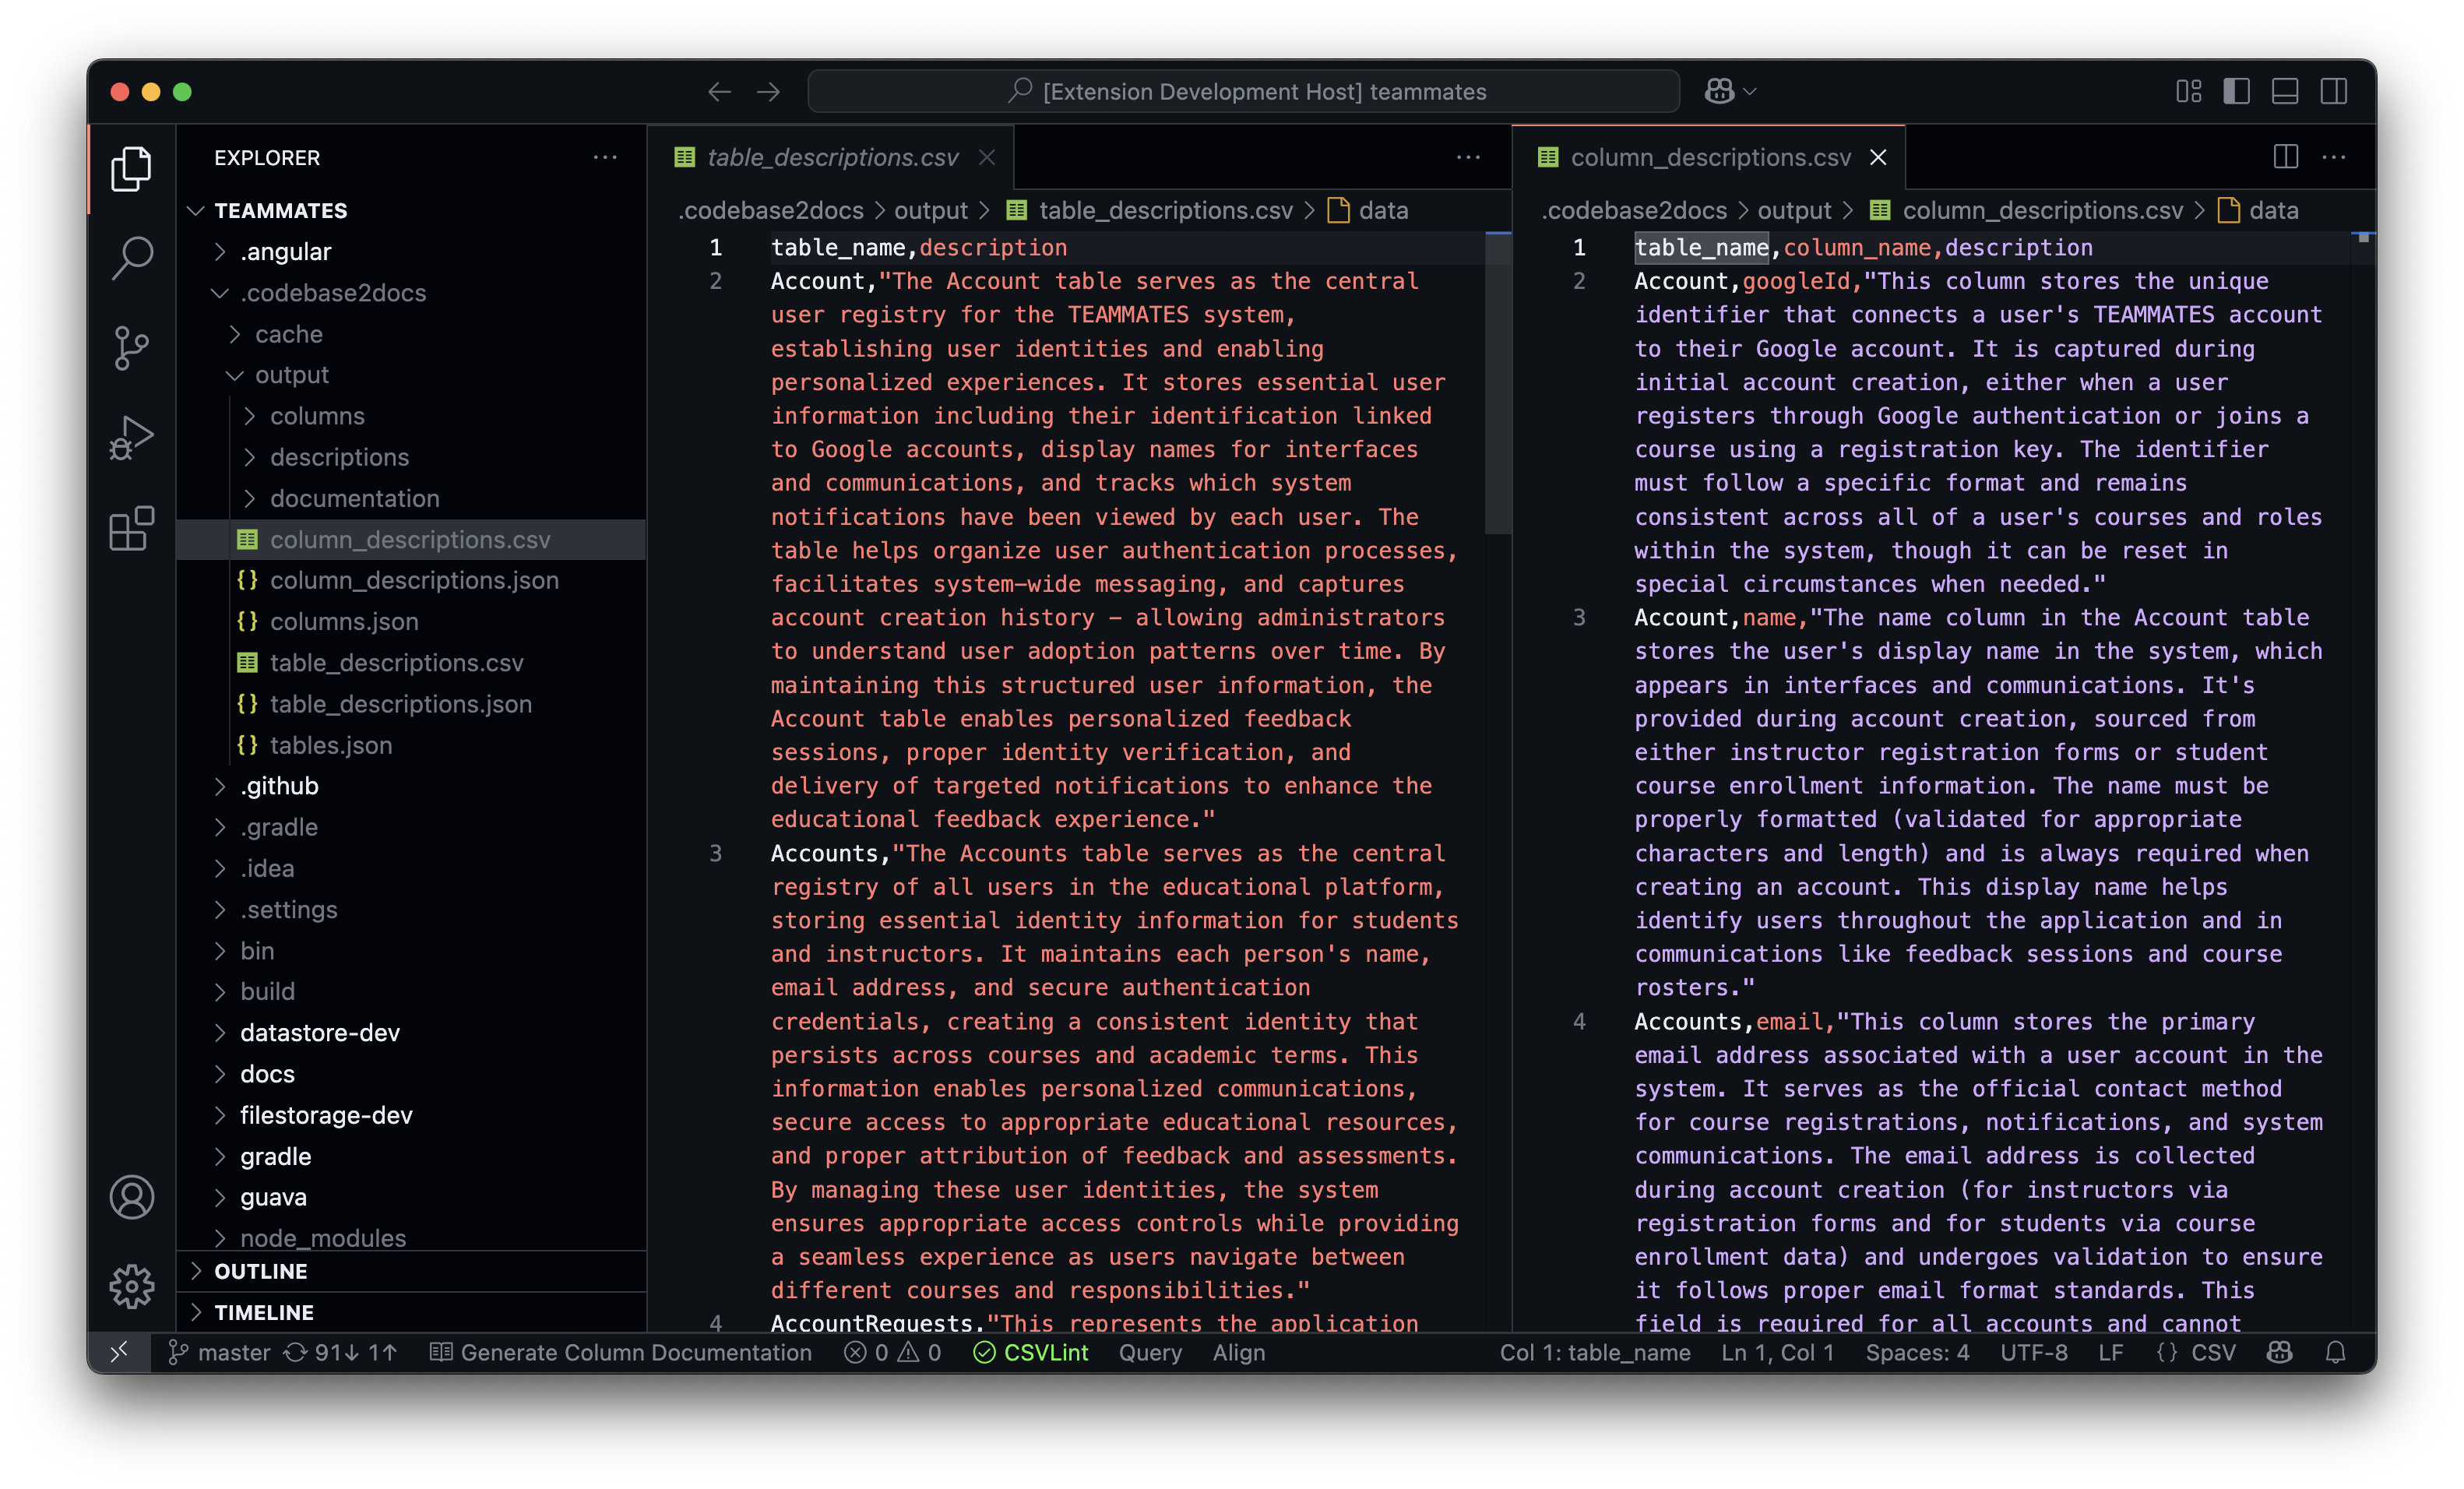 [Extension Development Host] teammates
EXPLORER
TEAMMATES
.angular
.codebase2docs
cache
output
columns
descriptions
documentation
column_descriptions.csv
column_descriptions.json
columns.json
table_descriptions.csv
table_descriptions.json
tables.json
.github
.gradle
.idea
.settings
bin
build
datastore-dev
docs
filestorage-dev
gradle
guava
node_modules
OUTLINE
TIMELINE
table_descriptions.csv
.codebase2docs > output > table_descriptions.csv > data
1 table_name,description
2 Account,"The Account table serves as the central
user registry for the TEAMMATES system,
establishing user identities and enabling
personalized experiences. It stores essential user
information including their identification linked
to Google accounts, display names for interfaces
and communications, and tracks which system
notifications have been viewed by each user. The
table helps organize user authentication processes,
facilitates system-wide messaging, and captures
account creation history – allowing administrators
to understand user adoption patterns over time. By
maintaining this structured user information, the
Account table enables personalized feedback
sessions, proper identity verification, and
delivery of targeted notifications to enhance the
educational feedback experience."
3 Accounts,"The Accounts table serves as the central
registry of all users in the educational platform,
storing essential identity information for students
and instructors. It maintains each person's name,
email address, and secure authentication
credentials, creating a consistent identity that
persists across courses and academic terms. This
information enables personalized communications,
secure access to appropriate educational resources,
and proper attribution of feedback and assessments.
By managing these user identities, the system
ensures appropriate access controls while providing
a seamless experience as users navigate between
different courses and responsibilities."
4 AccountRequests,"This represents the application
column_descriptions.csv
.codebase2docs > output > column_descriptions.csv > data
1 table_name,column_name,description
2 Account,googleId,"This column stores the unique
identifier that connects a user's TEAMMATES account
to their Google account. It is captured during
initial account creation, either when a user
registers through Google authentication or joins a
course using a registration key. The identifier
must follow a specific format and remains
consistent across all of a user's courses and roles
within the system, though it can be reset in
special circumstances when needed."
3 Account,name,"The name column in the Account table
stores the user's display name in the system, which
appears in interfaces and communications. It's
provided during account creation, sourced from
either instructor registration forms or student
course enrollment information. The name must be
properly formatted (validated for appropriate
characters and length) and is always required when
creating an account. This display name helps
identify users throughout the application and in
communications like feedback sessions and course
rosters."
4 Accounts,email,"This column stores the primary
email address associated with a user account in the
system. It serves as the official contact method
for course registrations, notifications, and system
communications. The email address is collected
during account creation (for instructors via
registration forms and for students via course
enrollment data) and undergoes validation to ensure
it follows proper email format standards. This
field is required for all accounts and cannot
master 91↓ 1↑ Generate Column Documentation 0 0 CSVLint Query Align Col 1: table_name Ln 1, Col 1 Spaces: 4 UTF-8 LF {} CSV